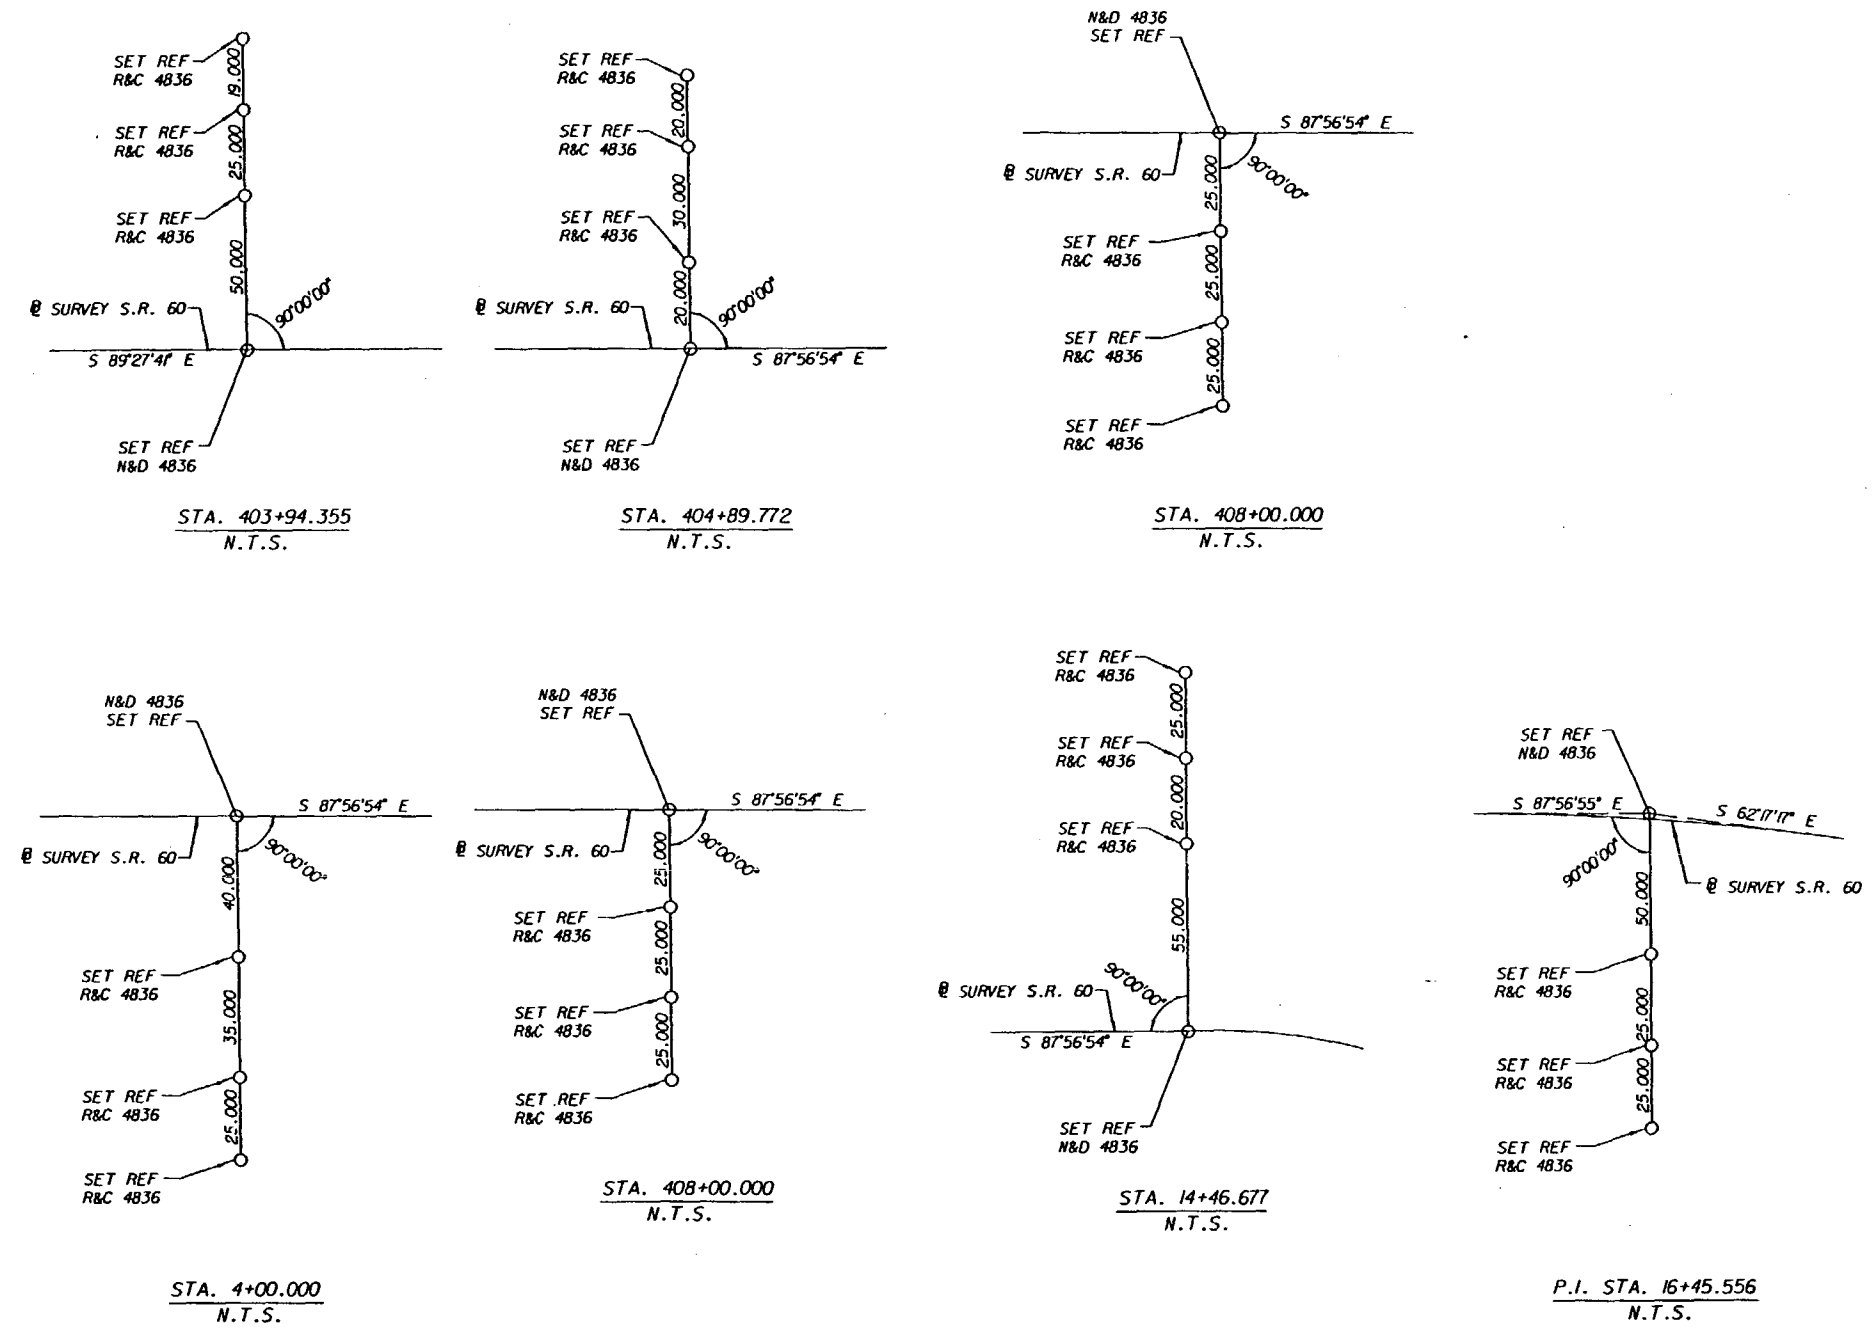 SET REF
R&C 4836
19.000
SET REF
R&C 4836
25.000
SET REF
R&C 4836
50.000
90°00'00"
℄ SURVEY S.R. 60
S 89°27'41" E
SET REF
N&D 4836
STA. 403+94.355
N.T.S.
SET REF
R&C 4836
20.000
SET REF
R&C 4836
30.000
SET REF
R&C 4836
20.000
90°00'00"
℄ SURVEY S.R. 60
S 87°56'54" E
SET REF
N&D 4836
STA. 404+89.772
N.T.S.
N&D 4836
SET REF
S 87°56'54" E
℄ SURVEY S.R. 60
90°00'00"
25.000
SET REF
R&C 4836
25.000
SET REF
R&C 4836
25.000
SET REF
R&C 4836
STA. 408+00.000
N.T.S.
N&D 4836
SET REF
S 87°56'54" E
℄ SURVEY S.R. 60
90°00'00"
40.000
SET REF
R&C 4836
35.000
SET REF
R&C 4836
25.000
SET REF
R&C 4836
STA. 4+00.000
N.T.S.
N&D 4836
SET REF
S 87°56'54" E
℄ SURVEY S.R. 60
90°00'00"
25.000
SET REF
R&C 4836
25.000
SET REF
R&C 4836
25.000
SET REF
R&C 4836
STA. 408+00.000
N.T.S.
SET REF
R&C 4836
25.000
SET REF
R&C 4836
20.000
SET REF
R&C 4836
55.000
90°00'00"
℄ SURVEY S.R. 60
S 87°56'54" E
SET REF
N&D 4836
STA. 14+46.677
N.T.S.
SET REF
N&D 4836
S 87°56'55" E
S 62°17'17" E
90°00'00"
℄ SURVEY S.R. 60
50.000
SET REF
R&C 4836
25.000
SET REF
R&C 4836
25.000
SET REF
R&C 4836
P.I. STA. 16+45.556
N.T.S.